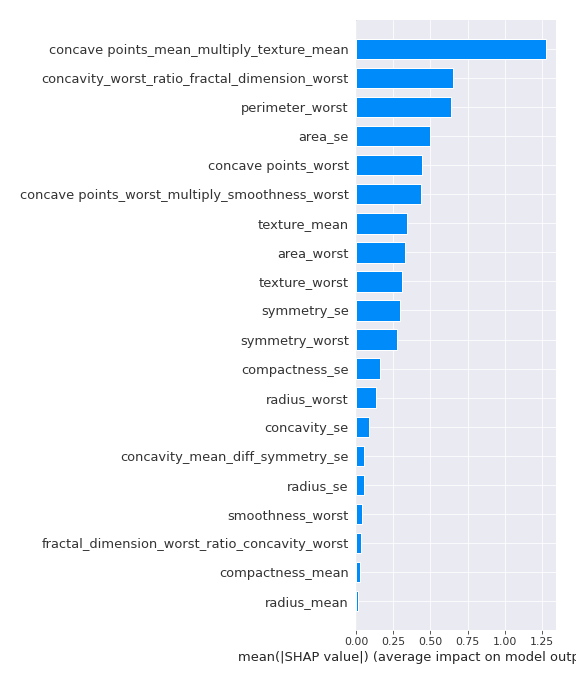 concave points_mean_multiply_texture_mean
concavity_worst_ratio_fractal_dimension_worst
perimeter_worst
area_se
concave points_worst
concave points_worst_multiply_smoothness_worst
texture_mean
area_worst
texture_worst
symmetry_se
symmetry_worst
compactness_se
radius_worst
concavity_se
concavity_mean_diff_symmetry_se
radius_se
smoothness_worst
fractal_dimension_worst_ratio_concavity_worst
compactness_mean
radius_mean
0.00 0.25 0.50 0.75 1.00 1.25
mean(|SHAP value|) (average impact on model outp